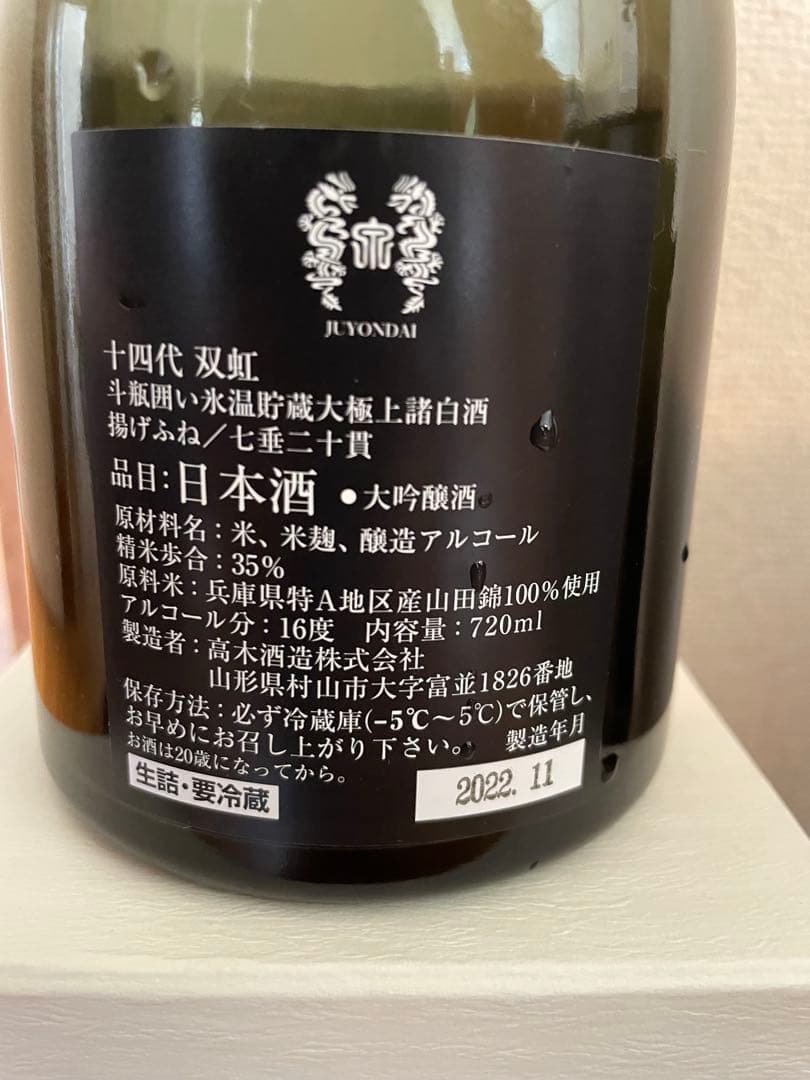 JUYONDAI
十四代 双虹
斗瓶囲い氷温貯蔵大極上諸白酒
揚げふね／七垂二十貫
品目：日本酒 ●大吟醸酒
原材料名：米、米麹、醸造アルコール
精米歩合：35%
原料米：兵庫県特A地区産山田錦100%使用
アルコール分：16度 内容量：720ml
製造者：高木酒造株式会社
山形県村山市大字富並1826番地
保存方法：必ず冷蔵庫(-5℃〜5℃)で保管し、
お早めにお召し上がり下さい。 製造年月
お酒は20歳になってから。
生詰・要冷蔵 2022. 11